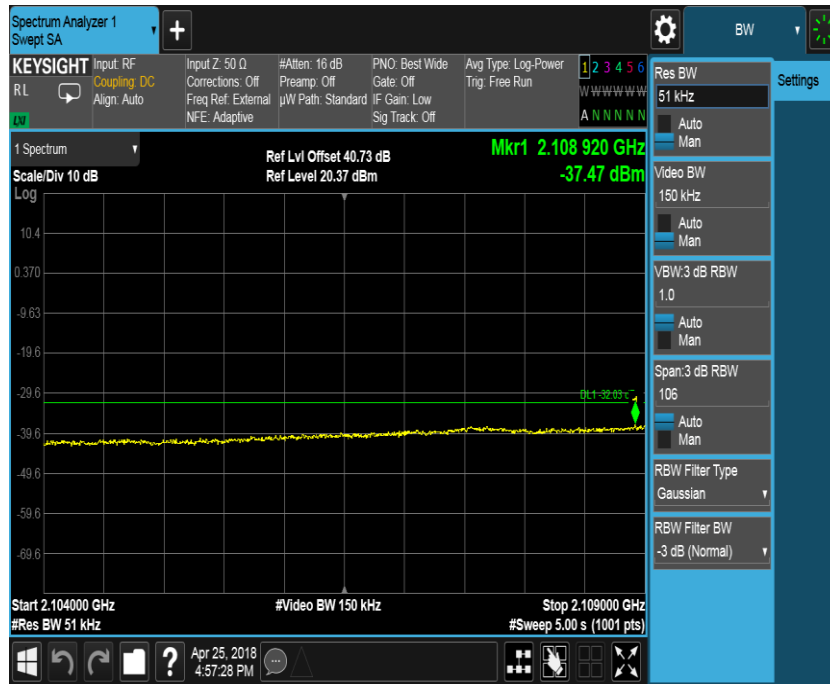 Spectrum Analyzer 1
Swept SA
+
BW
KEYSIGHT
RL
LXI
Input: RF
Coupling: DC
Align: Auto
Input Z: 50 Ω
Corrections: Off
Freq Ref: External
NFE: Adaptive
#Atten: 16 dB
Preamp: Off
µW Path: Standard
PNO: Best Wide
Gate: Off
IF Gain: Low
Sig Track: Off
Avg Type: Log-Power
Trig: Free Run
1 2 3 4 5 6
W W W W W W
A N N N N N
1 Spectrum
Scale/Div 10 dB
Log
Ref Lvl Offset 40.73 dB
Ref Level 20.37 dBm
Mkr1 2.108 920 GHz
-37.47 dBm
10.4
0.370
-9.63
-19.6
-29.6
-39.6
-49.6
-59.6
-69.6
DL1 -32.03
1
Start 2.104000 GHz
#Res BW 51 kHz
#Video BW 150 kHz
Stop 2.109000 GHz
#Sweep 5.00 s (1001 pts)
Res BW
51 kHz
Auto
Man
Video BW
150 kHz
Auto
Man
VBW:3 dB RBW
1.0
Auto
Man
Span:3 dB RBW
106
Auto
Man
RBW Filter Type
Gaussian
RBW Filter BW
-3 dB (Normal)
Settings
?
Apr 25, 2018
4:57:28 PM